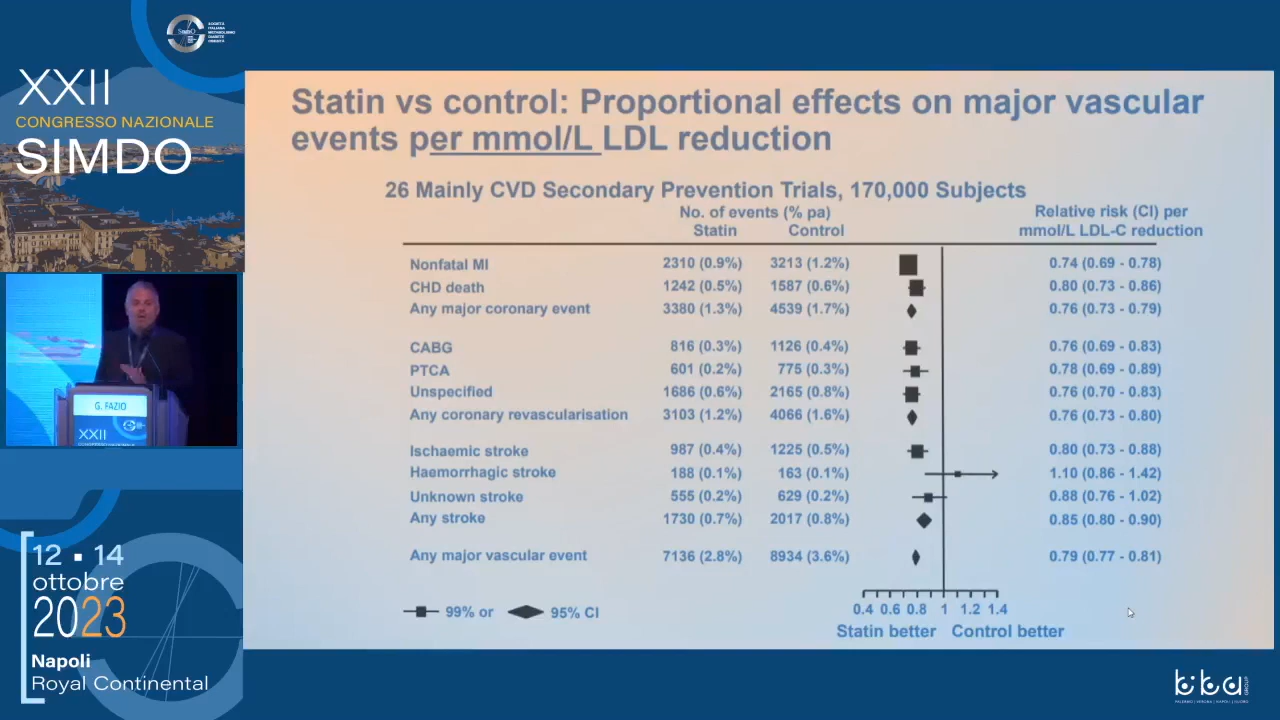 SOCIETÀ
ITALIANA
METABOLISMO
DIABETE
OBESITÀ
XXII
CONGRESSO NAZIONALE
SIMDO
G. FAZIO
XXII
12 ▪ 14
ottobre
2023
Napoli
Royal Continental
Statin vs control: Proportional effects on major vascular
events per mmol/L LDL reduction
26 Mainly CVD Secondary Prevention Trials, 170,000 Subjects
No. of events (% pa) Relative risk (CI) per
Statin Control mmol/L LDL-C reduction
Nonfatal MI 2310 (0.9%) 3213 (1.2%) 0.74 (0.69 - 0.78)
CHD death 1242 (0.5%) 1587 (0.6%) 0.80 (0.73 - 0.86)
Any major coronary event 3380 (1.3%) 4539 (1.7%) 0.76 (0.73 - 0.79)
CABG 816 (0.3%) 1126 (0.4%) 0.76 (0.69 - 0.83)
PTCA 601 (0.2%) 775 (0.3%) 0.78 (0.69 - 0.89)
Unspecified 1686 (0.6%) 2165 (0.8%) 0.76 (0.70 - 0.83)
Any coronary revascularisation 3103 (1.2%) 4066 (1.6%) 0.76 (0.73 - 0.80)
Ischaemic stroke 987 (0.4%) 1225 (0.5%) 0.80 (0.73 - 0.88)
Haemorrhagic stroke 188 (0.1%) 163 (0.1%) 1.10 (0.86 - 1.42)
Unknown stroke 555 (0.2%) 629 (0.2%) 0.88 (0.76 - 1.02)
Any stroke 1730 (0.7%) 2017 (0.8%) 0.85 (0.80 - 0.90)
Any major vascular event 7136 (2.8%) 8934 (3.6%) 0.79 (0.77 - 0.81)
99% or 95% CI
0.4 0.6 0.8 1 1.2 1.4
Statin better Control better
bba GROUP